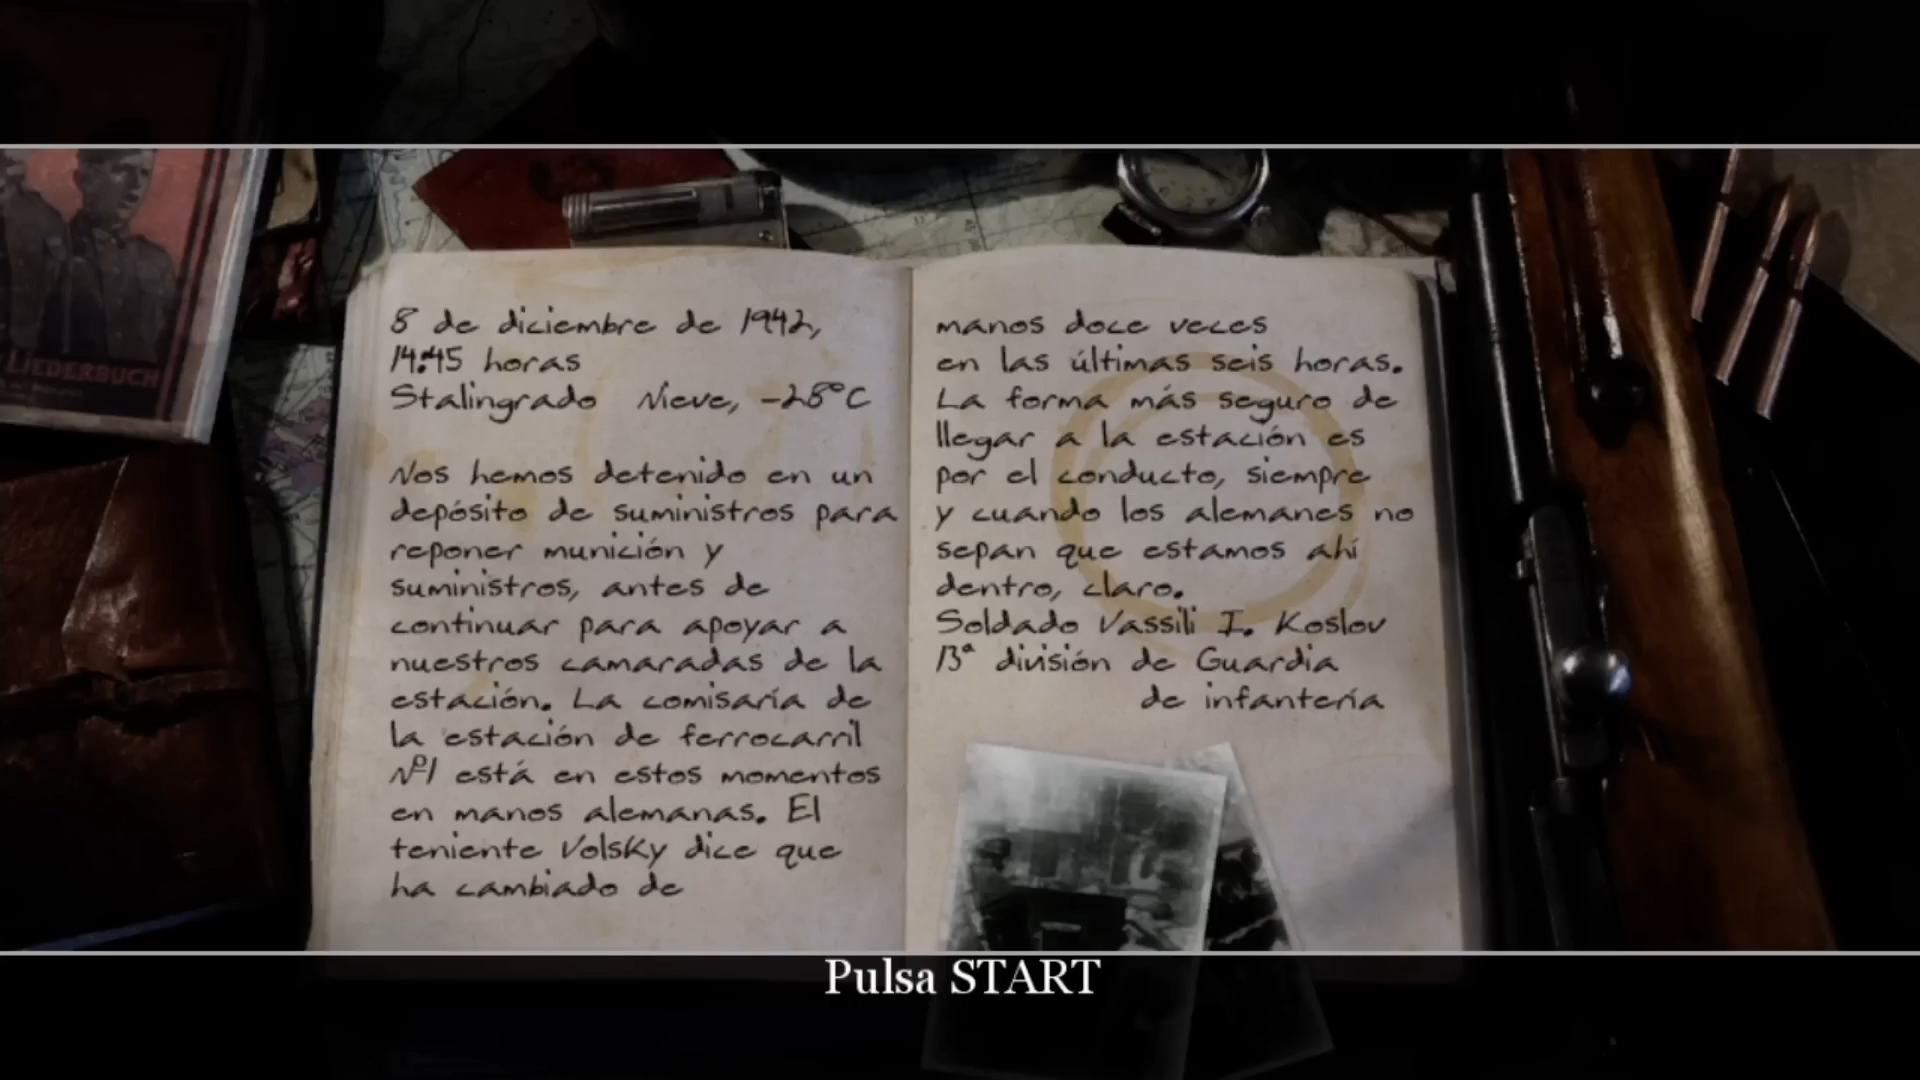 LIEDERBUCH
8 de diciembre de 1942,
14:45 horas
Stalingrado Nieve, -28°C
Nos hemos detenido en un
depósito de suministros para
reponer munición y
suministros, antes de
continuar para apoyar a
nuestros camaradas de la
estación. La comisaría de
la estación de ferrocarril
Nº1 está en estos momentos
en manos alemanas. El
teniente Volsky dice que
ha cambiado de
manos doce veces
en las últimas seis horas.
La forma más seguro de
llegar a la estación es
por el conducto, siempre
y cuando los alemanes no
sepan que estamos ahí
dentro, claro.
Soldado Vassili I. Koslov
13ª división de Guardia
de infantería
Pulsa START